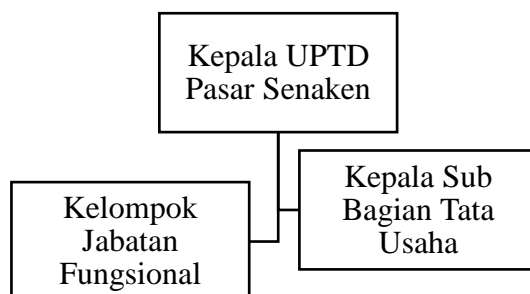 Kepala UPTD
Pasar Senaken
Kepala Sub
Bagian Tata
Usaha
Kelompok
Jabatan
Fungsional